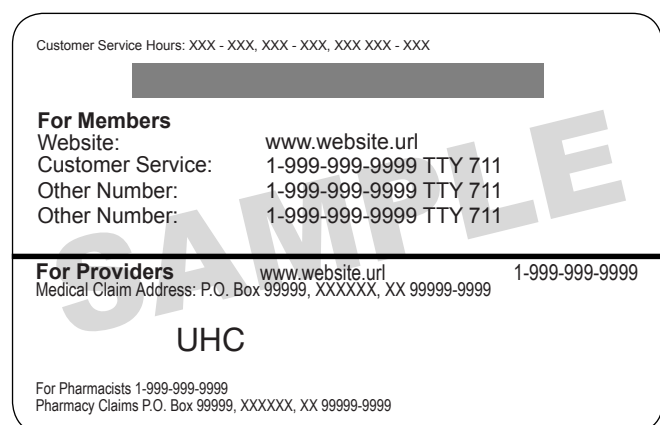 Customer Service Hours: XXX - XXX, XXX - XXX, XXX XXX - XXX
For Members
Website: www.website.url
Customer Service: 1-999-999-9999 TTY 711
Other Number: 1-999-999-9999 TTY 711
Other Number: 1-999-999-9999 TTY 711
SAMPLE
For Providers www.website.url 1-999-999-9999
Medical Claim Address: P.O. Box 99999, XXXXXX, XX 99999-9999
UHC
For Pharmacists 1-999-999-9999
Pharmacy Claims P.O. Box 99999, XXXXXX, XX 99999-9999